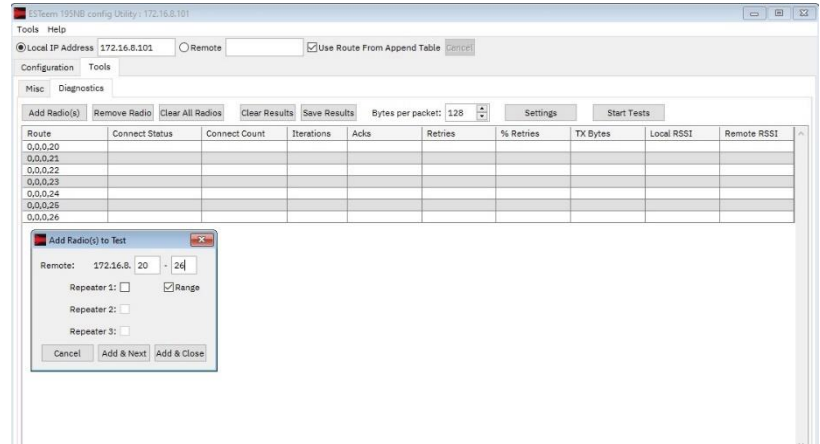 ESTeem 195NB config Utility : 172.16.8.101
Tools Help
Local IP Address 172.16.8.101 Remote Use Route From Append Table Cancel
Configuration Tools
Misc Diagnostics
Add Radio(s) Remove Radio Clear All Radios Clear Results Save Results Bytes per packet: 128 Settings Start Tests
Route Connect Status Connect Count Iterations Acks Retries % Retries TX Bytes Local RSSI Remote RSSI
0,0,0,20
0,0,0,21
0,0,0,22
0,0,0,23
0,0,0,24
0,0,0,25
0,0,0,26
Add Radio(s) to Test
Remote: 172.16.8. 20 - 26
Repeater 1: Range
Repeater 2:
Repeater 3:
Cancel Add & Next Add & Close